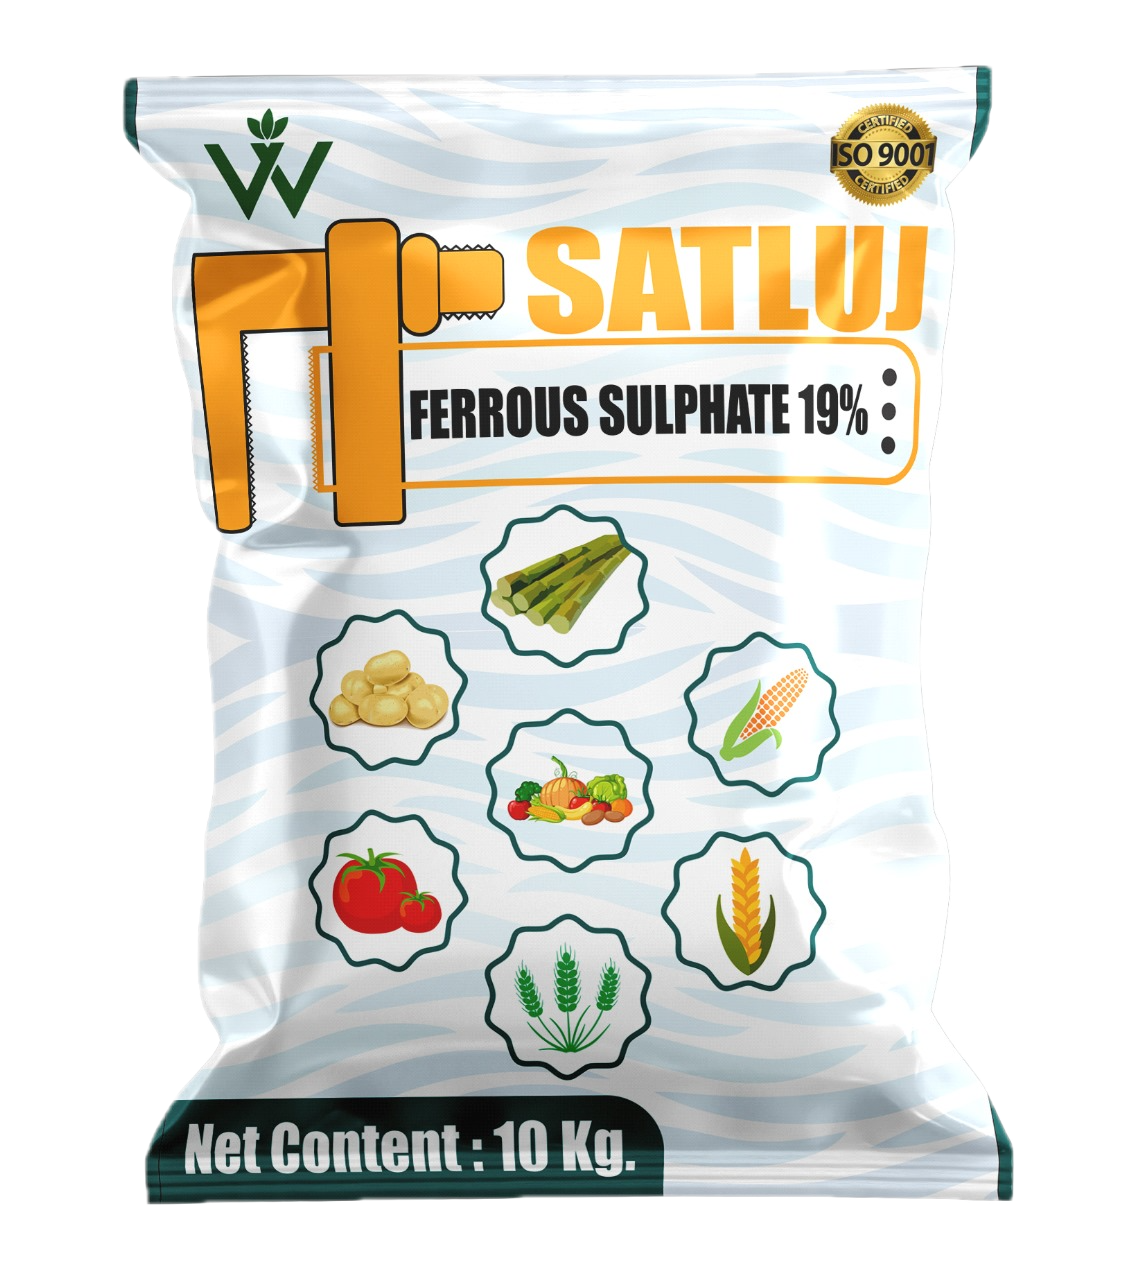 W
CERTIFIED
ISO 9001
CERTIFIED
SATLUJ
FERROUS SULPHATE 19%
Net Content : 10 Kg.